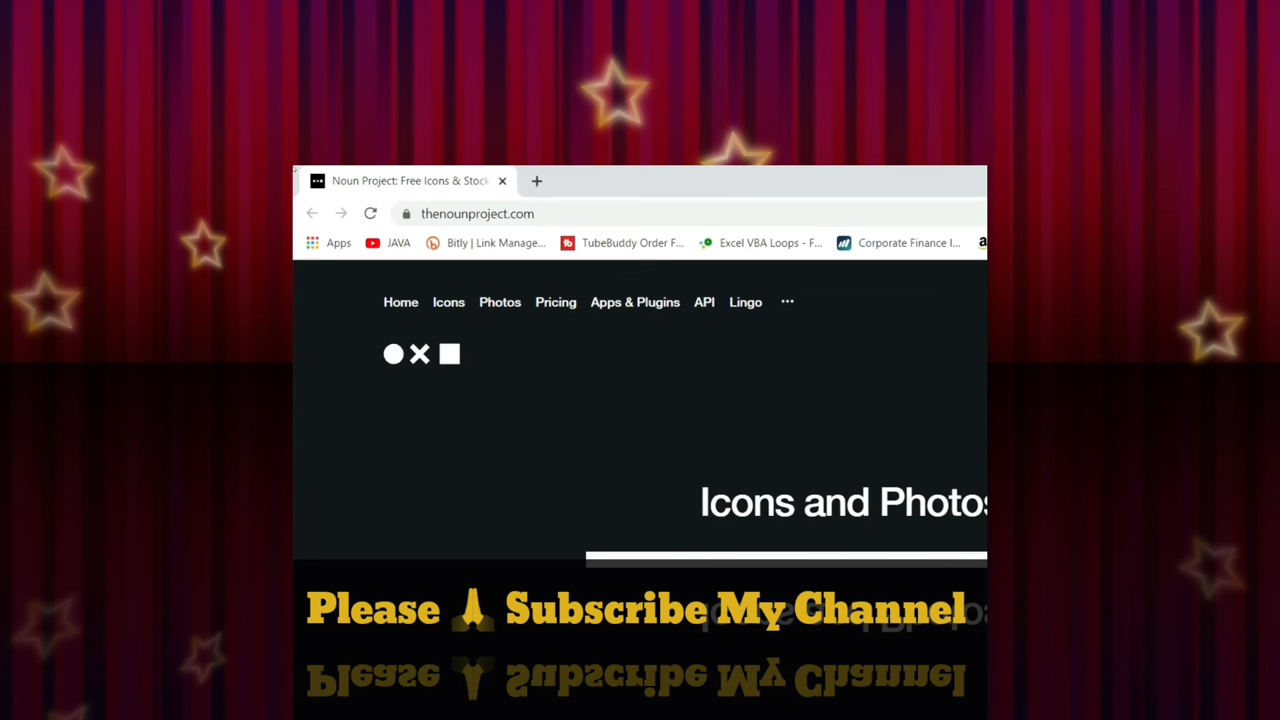 Noun Project: Free Icons & Stock
thenounproject.com
Apps JAVA Bitly | Link Manage... TubeBuddy Order F... Excel VBA Loops - F... Corporate Finance I...
Home Icons Photos Pricing Apps & Plugins API Lingo ...
Icons and Photos
Please 🙏 Subscribe My Channel